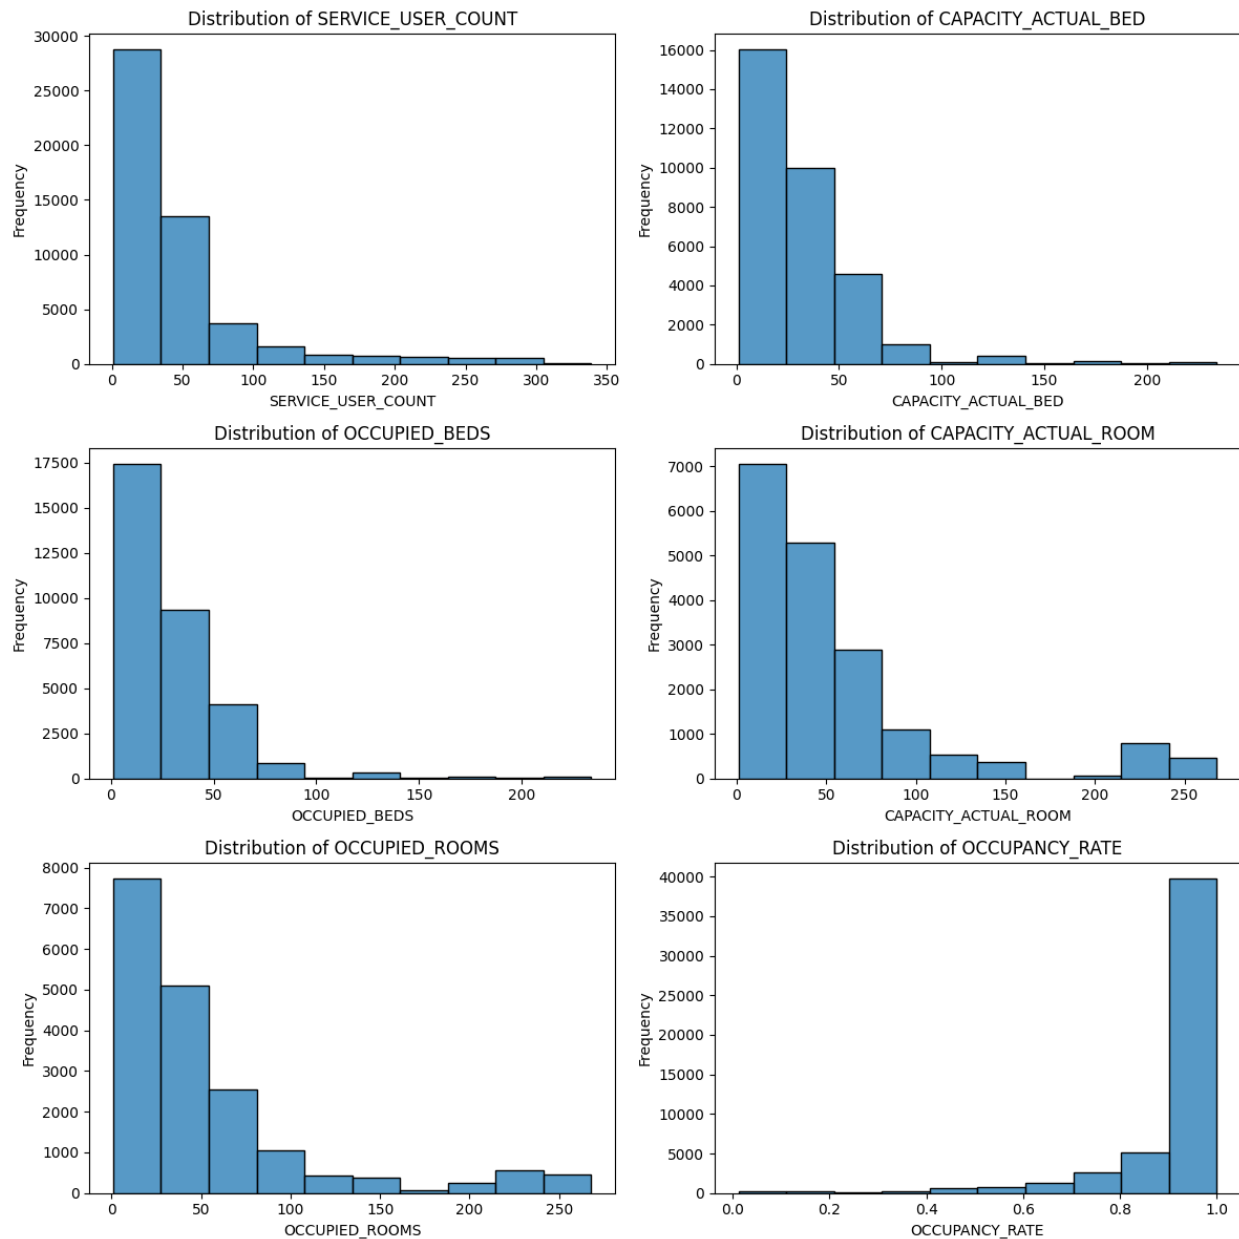 Distribution of SERVICE_USER_COUNT
30000
25000
20000
15000
10000
5000
0
Frequency
0 50 100 150 200 250 300 350
SERVICE_USER_COUNT
Distribution of CAPACITY_ACTUAL_BED
16000
14000
12000
10000
8000
6000
4000
2000
0
Frequency
0 50 100 150 200
CAPACITY_ACTUAL_BED
Distribution of OCCUPIED_BEDS
17500
15000
12500
10000
7500
5000
2500
0
Frequency
0 50 100 150 200
OCCUPIED_BEDS
Distribution of CAPACITY_ACTUAL_ROOM
7000
6000
5000
4000
3000
2000
1000
0
Frequency
0 50 100 150 200 250
CAPACITY_ACTUAL_ROOM
Distribution of OCCUPIED_ROOMS
8000
7000
6000
5000
4000
3000
2000
1000
0
Frequency
0 50 100 150 200 250
OCCUPIED_ROOMS
Distribution of OCCUPANCY_RATE
40000
35000
30000
25000
20000
15000
10000
5000
0
Frequency
0.0 0.2 0.4 0.6 0.8 1.0
OCCUPANCY_RATE